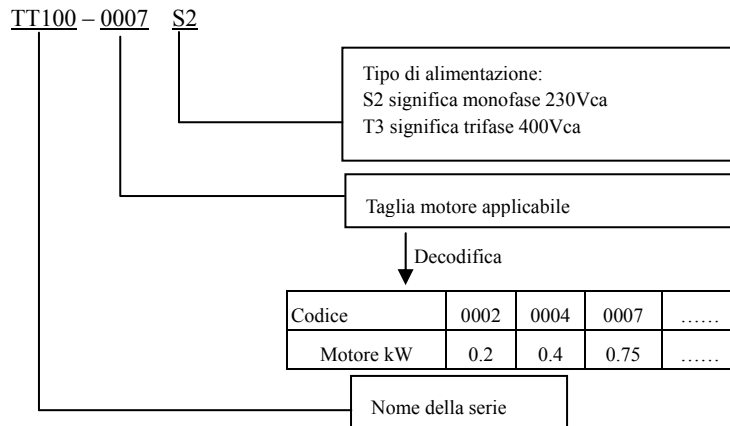 TT100 – 0007 S2
Tipo di alimentazione:
S2 significa monofase 230Vca
T3 significa trifase 400Vca
Taglia motore applicabile
Decodifica
Codice 0002 0004 0007 ……
Motore kW 0.2 0.4 0.75 ……
Nome della serie